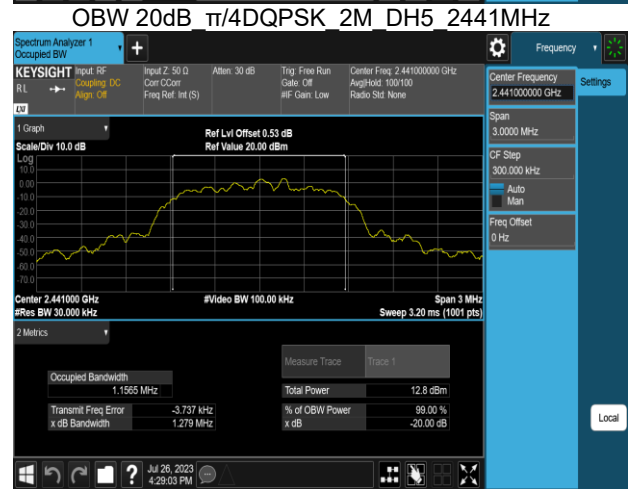 OBW 20dB_π/4DQPSK_2M_DH5_2441MHz
Spectrum Analyzer 1
Occupied BW
Frequency
KEYSIGHT
Input: RF
Input Z: 50 Ω
Atten: 30 dB
Trig: Free Run
Center Freq: 2.441000000 GHz
RL
Coupling: DC
Corr CCorr
Gate: Off
Avg|Hold: 100/100
Align: Off
Freq Ref: Int (S)
#IF Gain: Low
Radio Std: None
LXI
Center Frequency
2.441000000 GHz
Settings
Span
3.0000 MHz
CF Step
300.000 kHz
Auto
Man
Freq Offset
0 Hz
1 Graph
Ref Lvl Offset 0.53 dB
Scale/Div 10.0 dB
Ref Value 20.00 dBm
Log
10.0
0.00
-10.0
-20.0
-30.0
-40.0
-50.0
-60.0
-70.0
Center 2.441000 GHz
#Video BW 100.00 kHz
Span 3 MHz
#Res BW 30.000 kHz
Sweep 3.20 ms (1001 pts)
2 Metrics
Measure Trace
Trace 1
Occupied Bandwidth
1.1565 MHz
Total Power
12.8 dBm
Transmit Freq Error
-3.737 kHz
% of OBW Power
99.00 %
x dB Bandwidth
1.279 MHz
x dB
-20.00 dB
Local
?
Jul 26, 2023
4:29:03 PM